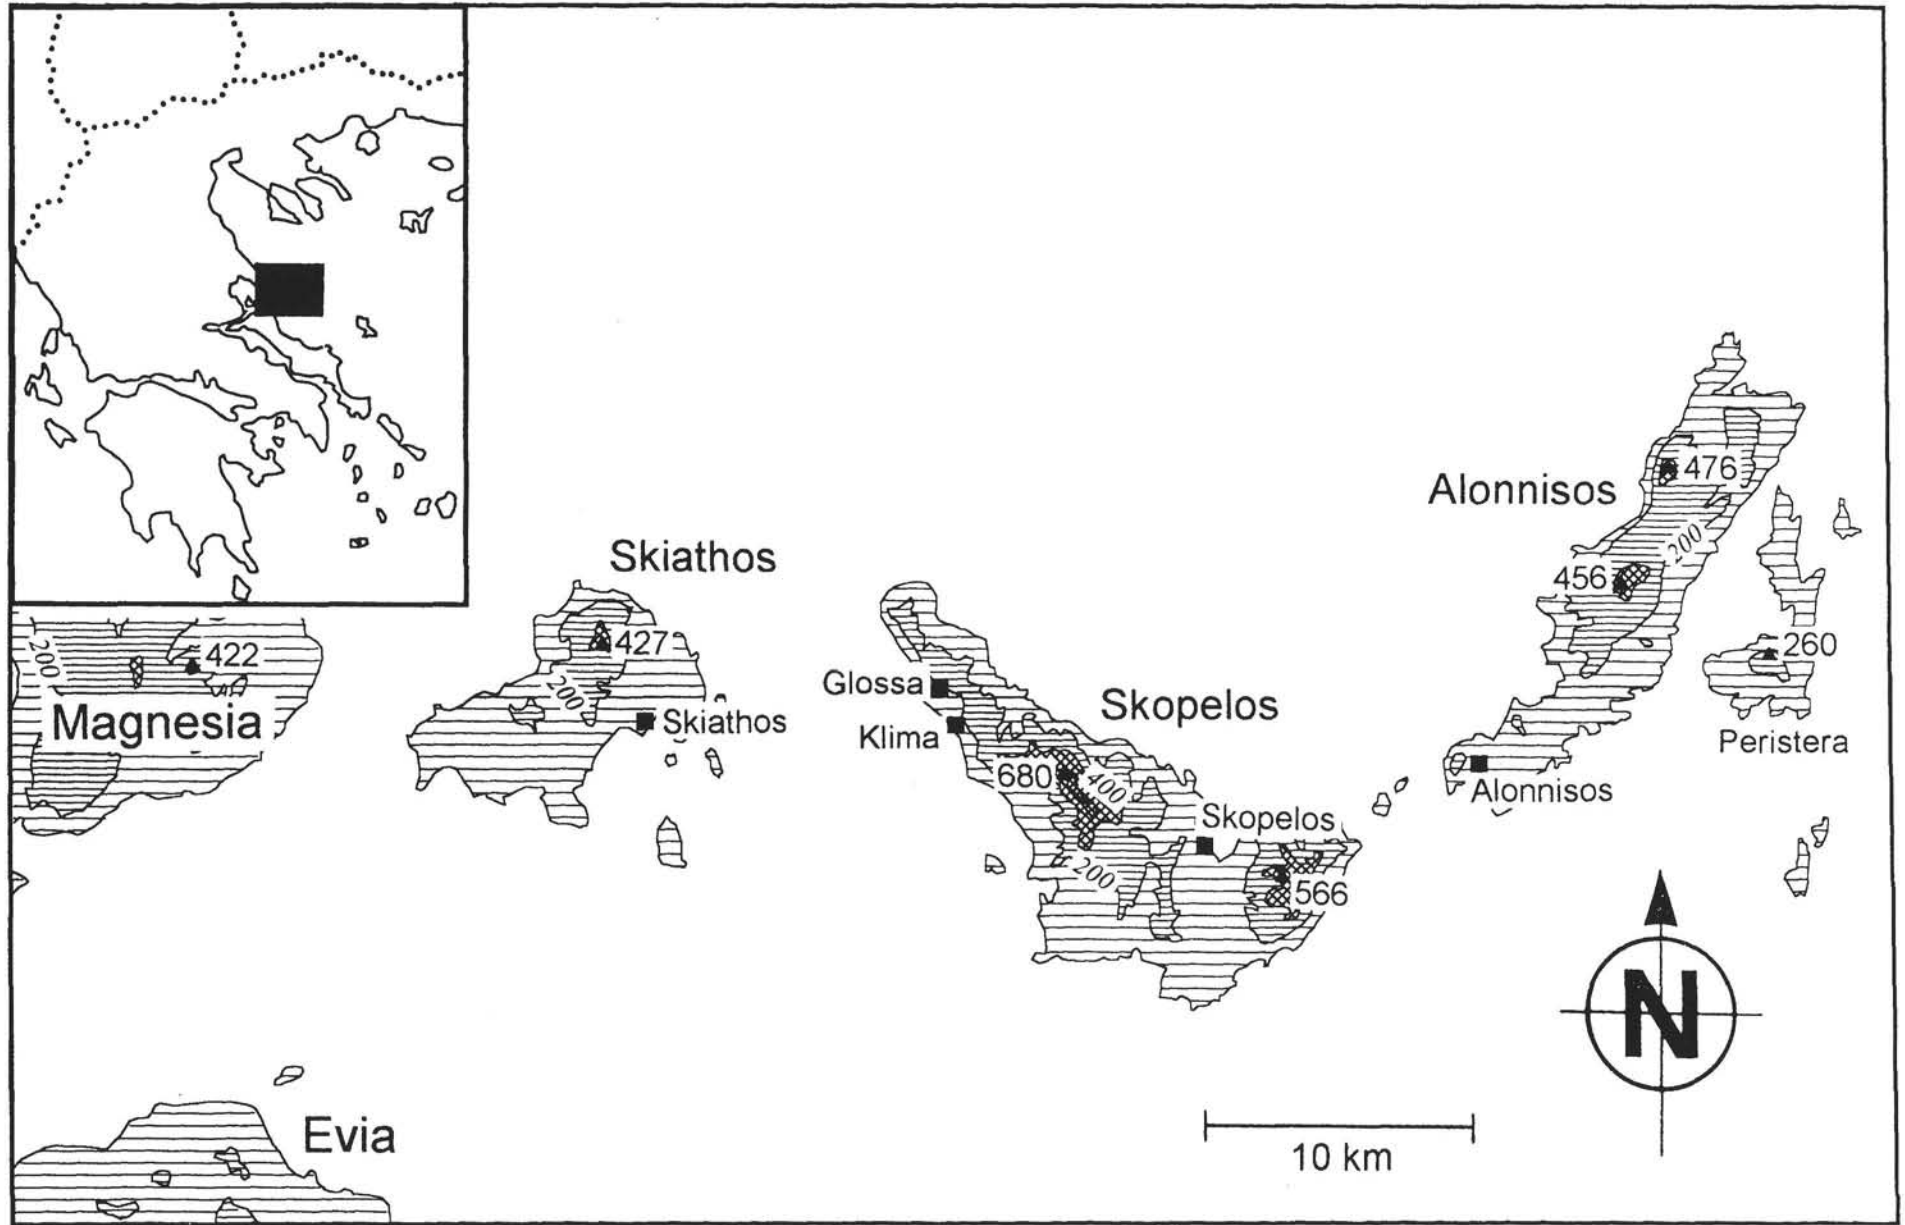 476
Alonnisos
200
Skiathos
456
427
200
422
260
Glossa
200
Skopelos
Magnesia
Skiathos
Klima
Peristera
680
400
Alonnisos
Skopelos
200
566
N
Evia
10 km